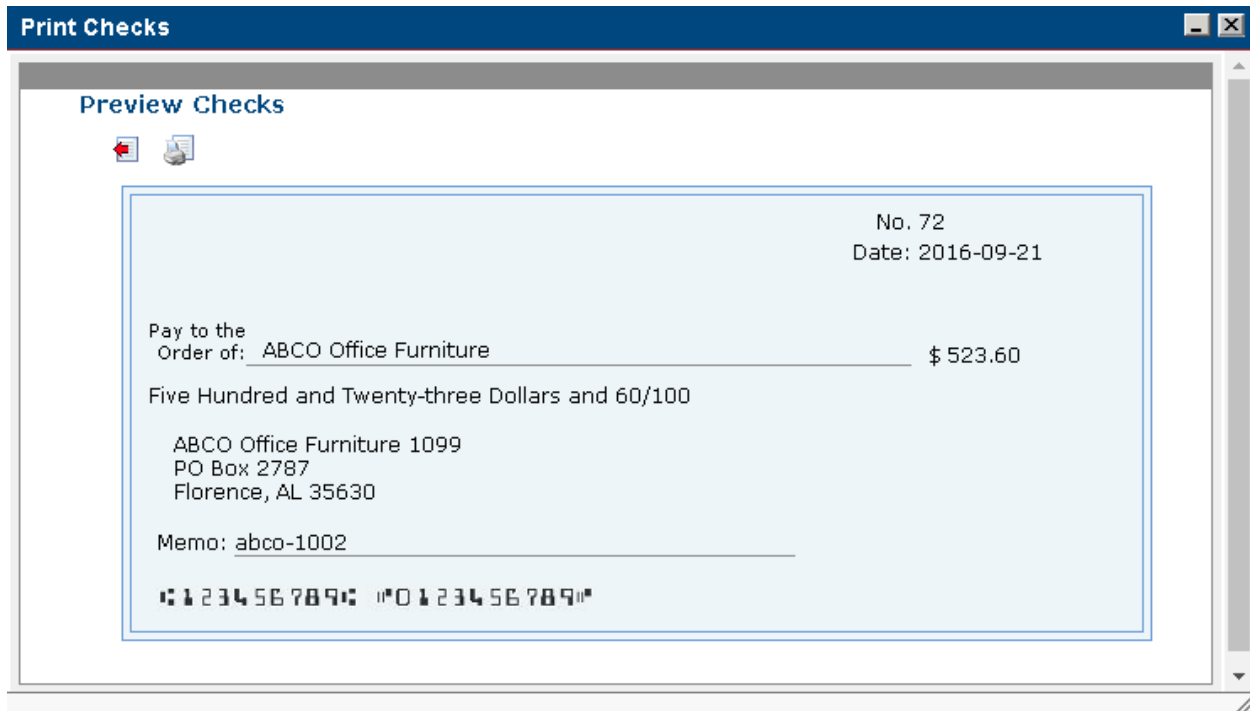 Print Checks
Preview Checks
No. 72
Date: 2016-09-21
Pay to the
Order of: ABCO Office Furniture $ 523.60
Five Hundred and Twenty-three Dollars and 60/100
ABCO Office Furniture 1099
PO Box 2787
Florence, AL 35630
Memo: abco-1002
⑆123456789⑆ ⑈0123456789⑈